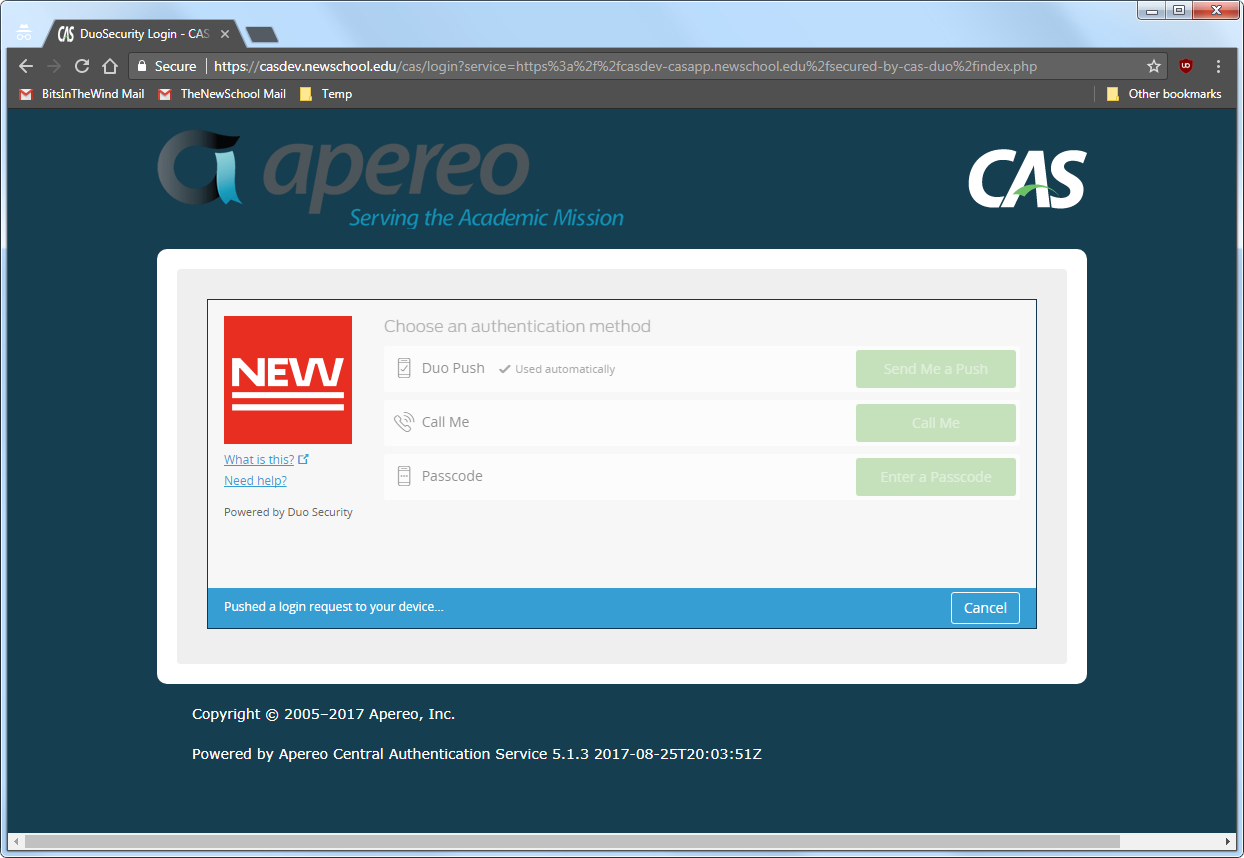 CAS DuoSecurity Login - CAS
Secure https://casdev.newschool.edu/cas/login?service=https%3a%2f%2fcasdev-casapp.newschool.edu%2fsecured-by-cas-duo%2findex.php
BitsInTheWind Mail TheNewSchool Mail Temp Other bookmarks
apereo
Serving the Academic Mission
CAS
NEW
Choose an authentication method
Duo Push Used automatically Send Me a Push
Call Me Call Me
Passcode Enter a Passcode
What is this?
Need help?
Powered by Duo Security
Pushed a login request to your device... Cancel
Copyright © 2005–2017 Apereo, Inc.
Powered by Apereo Central Authentication Service 5.1.3 2017-08-25T20:03:51Z